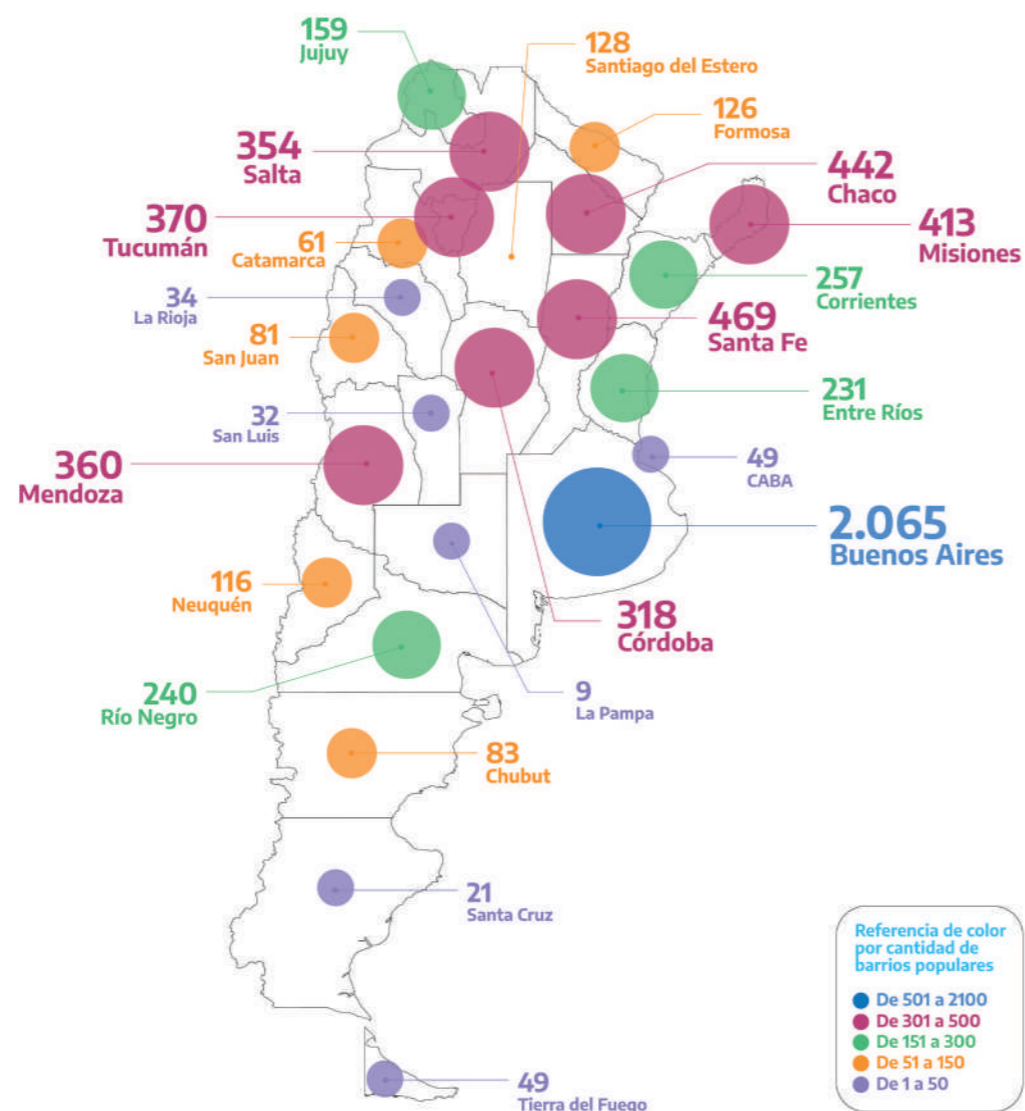 159
Jujuy
128
Santiago del Estero
126
Formosa
354
Salta
442
Chaco
370
Tucumán
413
Misiones
61
Catamarca
257
Corrientes
34
La Rioja
469
Santa Fe
81
San Juan
231
Entre Ríos
32
San Luis
49
CABA
360
Mendoza
2.065
Buenos Aires
116
Neuquén
318
Córdoba
240
Río Negro
9
La Pampa
83
Chubut
21
Santa Cruz
49
Tierra del Fuego
Referencia de color
por cantidad de
barrios populares
De 501 a 2100
De 301 a 500
De 151 a 300
De 51 a 150
De 1 a 50